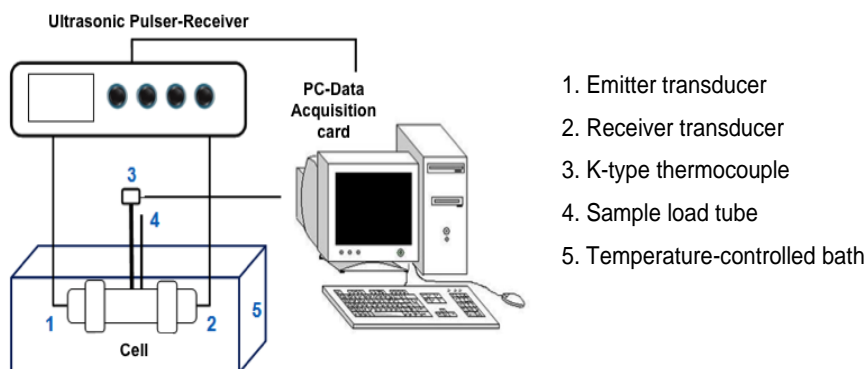 Ultrasonic Pulser-Receiver
PC-Data
Acquisition
card
3
4
1
2
5
Cell
1. Emitter transducer
2. Receiver transducer
3. K-type thermocouple
4. Sample load tube
5. Temperature-controlled bath